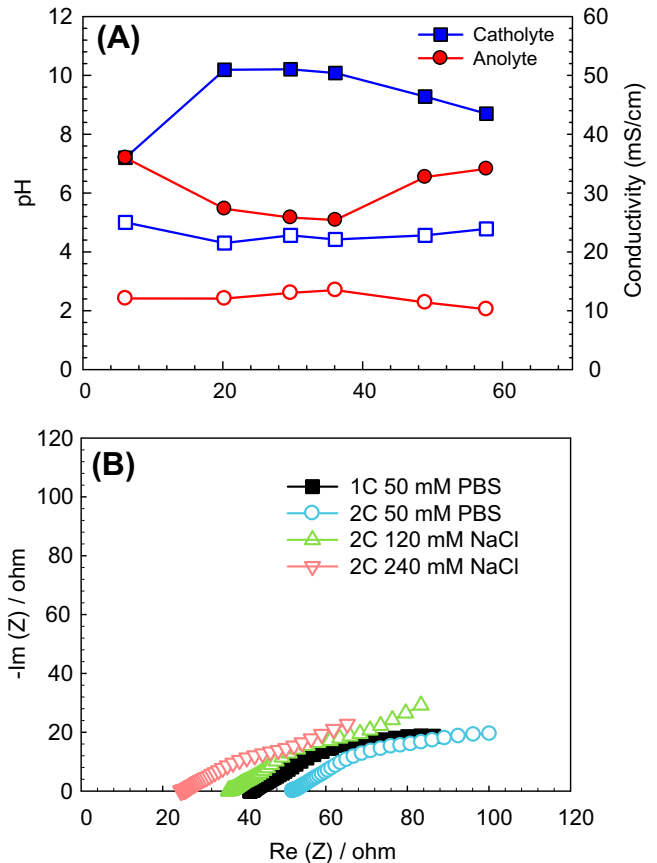 (A)
Catholyte
Anolyte
12
10
8
6
4
2
0
pH
60
50
40
30
20
10
0
Conductivity (mS/cm)
0 20 40 60
(B)
1C 50 mM PBS
2C 50 mM PBS
2C 120 mM NaCl
2C 240 mM NaCl
120
100
80
60
40
20
0
-Im (Z) / ohm
0 20 40 60 80 100 120
Re (Z) / ohm